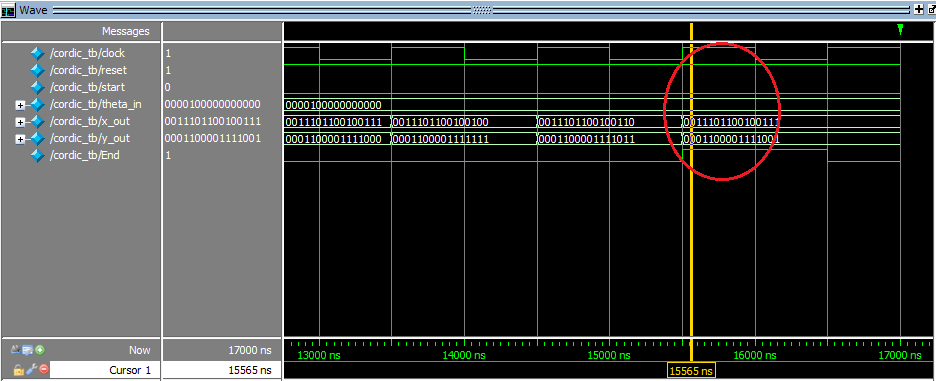 Wave
Messages
/cordic_tb/clock 1
/cordic_tb/reset 1
/cordic_tb/start 0
/cordic_tb/theta_in 0000100000000000 0000100000000000
/cordic_tb/x_out 0011101100100111 0011101100100111 0011101100100100 0011101100100110 0011101100100111
/cordic_tb/y_out 0001100001111001 0001100001111000 0001100001111111 0001100001111011 0001100001111001
/cordic_tb/End 1
Now 17000 ns 13000 ns 14000 ns 15000 ns 16000 ns 17000 ns
Cursor 1 15565 ns 15565 ns